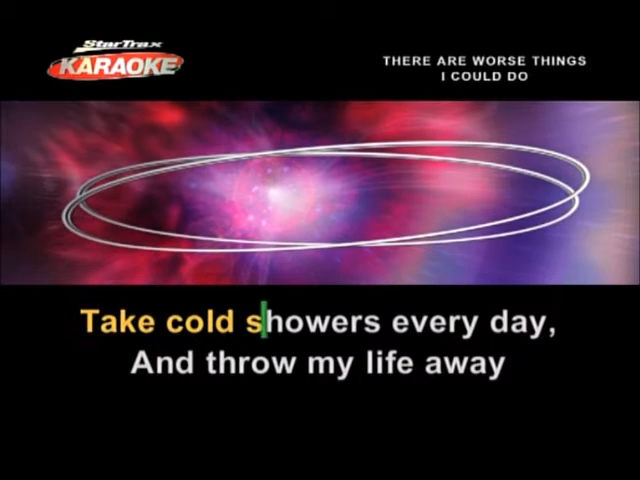 StarTrax
KARAOKE
THERE ARE WORSE THINGS
I COULD DO
Take cold showers every day,
And throw my life away